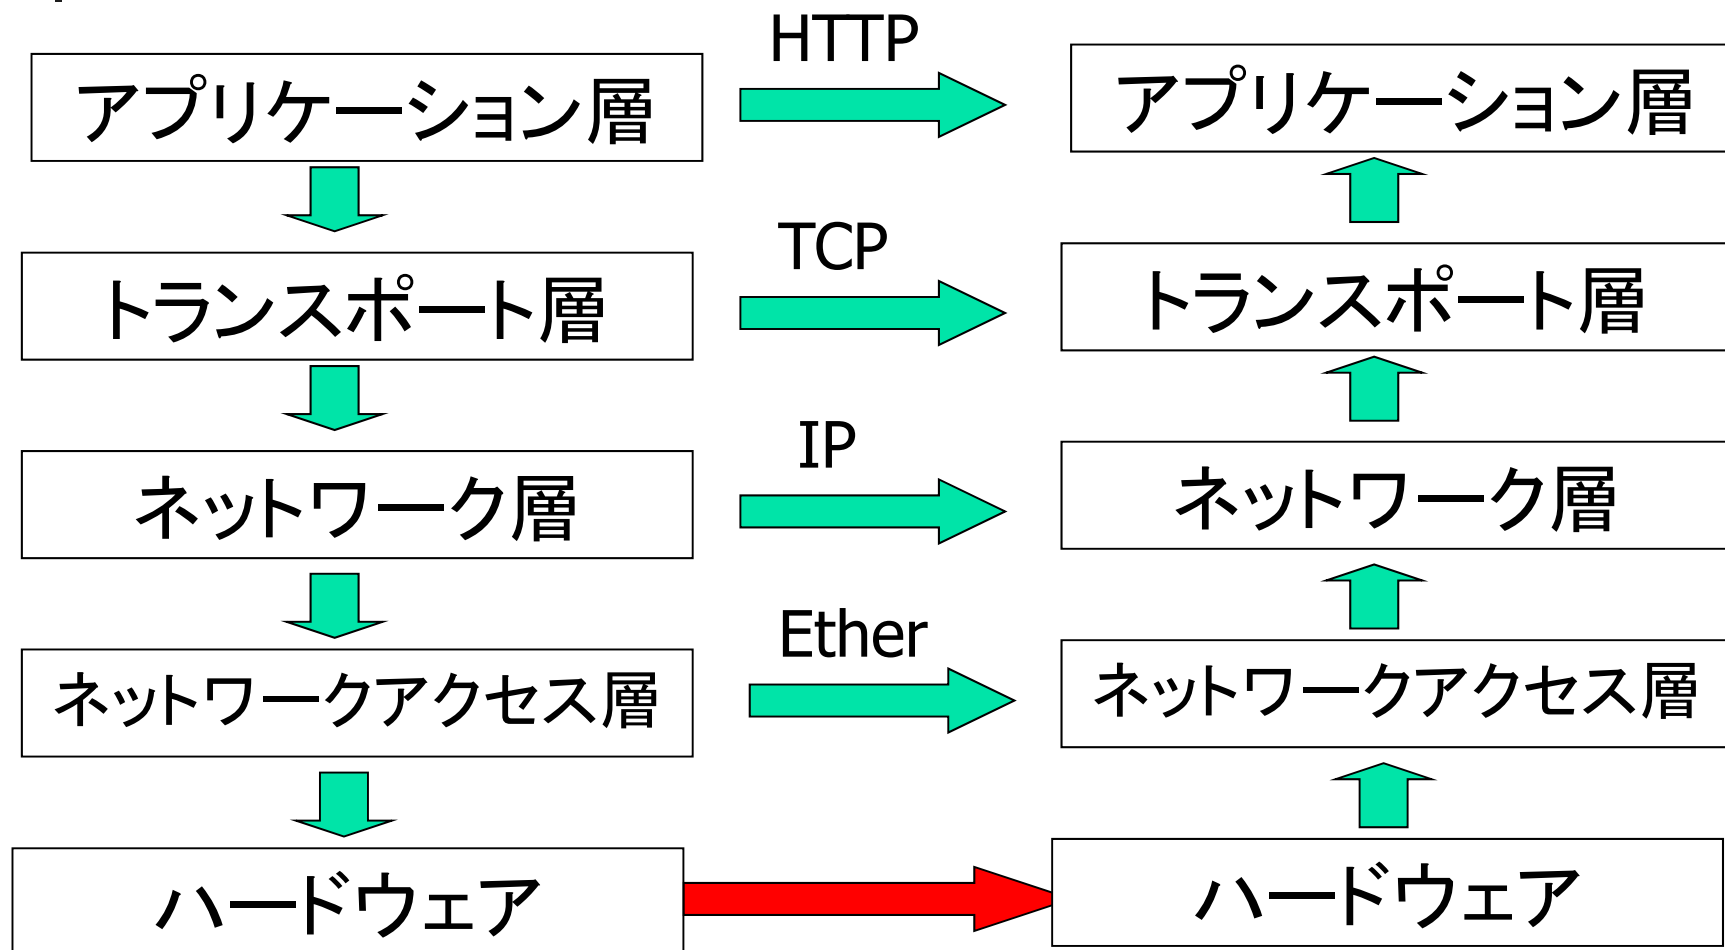 HTTP
アプリケーション層
アプリケーション層
TCP
トランスポート層
トランスポート層
IP
ネットワーク層
ネットワーク層
Ether
ネットワークアクセス層
ネットワークアクセス層
ハードウェア
ハードウェア